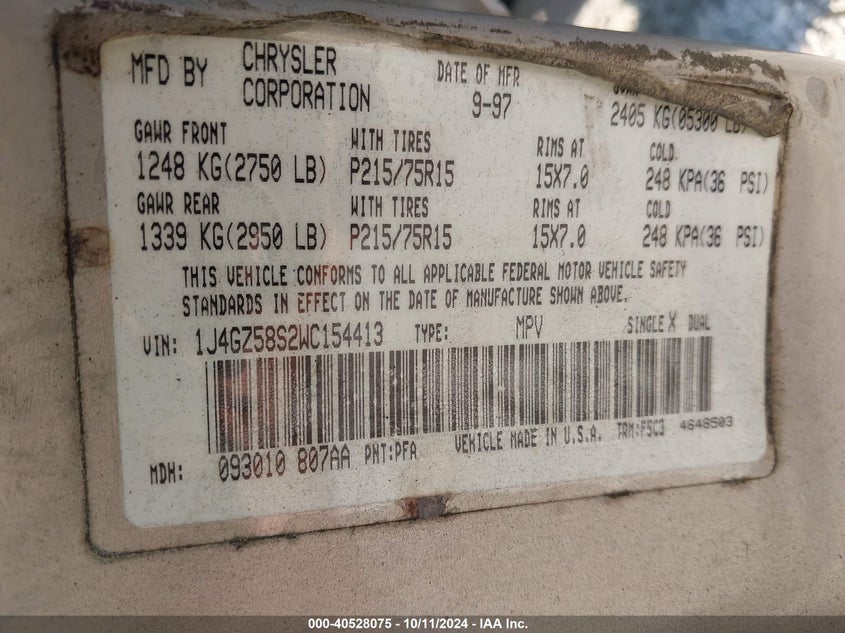 MFD BY CHRYSLER CORPORATION DATE OF MFR 9-97
2405 KG(05300 LB)
GAWR FRONT WITH TIRES RIMS AT COLD
1248 KG(2750 LB) P215/75R15 15X7.0 248 KPA(36 PSI)
GAWR REAR WITH TIRES RIMS AT COLD
1339 KG(2950 LB) P215/75R15 15X7.0 248 KPA(36 PSI)
THIS VEHICLE CONFORMS TO ALL APPLICABLE FEDERAL MOTOR VEHICLE SAFETY
STANDARDS IN EFFECT ON THE DATE OF MANUFACTURE SHOWN ABOVE.
VIN: 1J4GZ58S2WC154413 TYPE: MPV SINGLE X DUAL
MDH: 093010 807AA PNT:PFA VEHICLE MADE IN U.S.A. TRM:F5C3 4648503
000-40528075 - 10/11/2024 - IAA Inc.